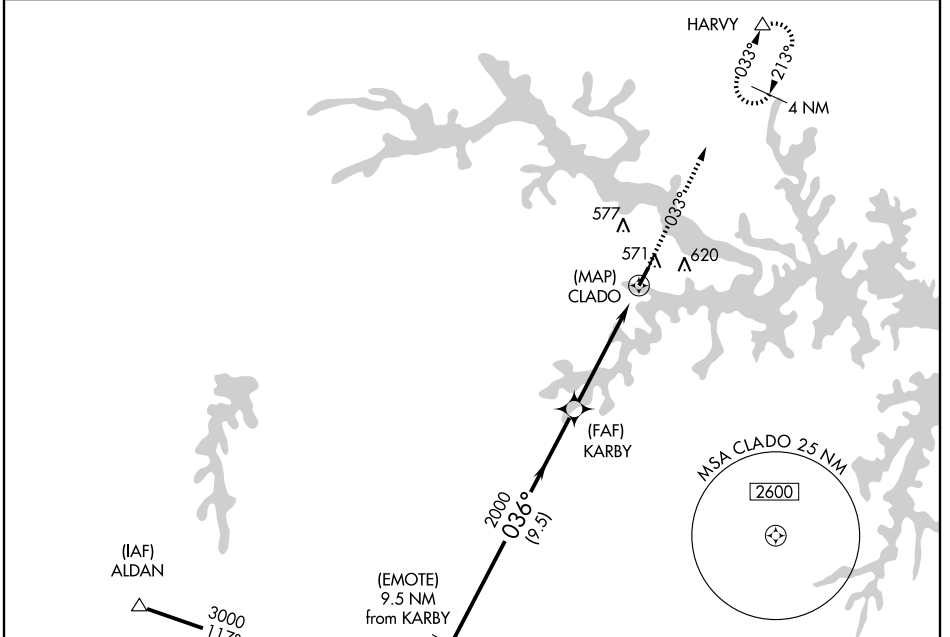 HARVY
033°
213°
4 NM
033°
577
571
620
(MAP)
CLADO
(FAF)
KARBY
MSA CLADO 25 NM
2600
2000
036°
(9.5)
(IAF)
ALDAN
3000
117°
(EMOTE)
9.5 NM
from KARBY